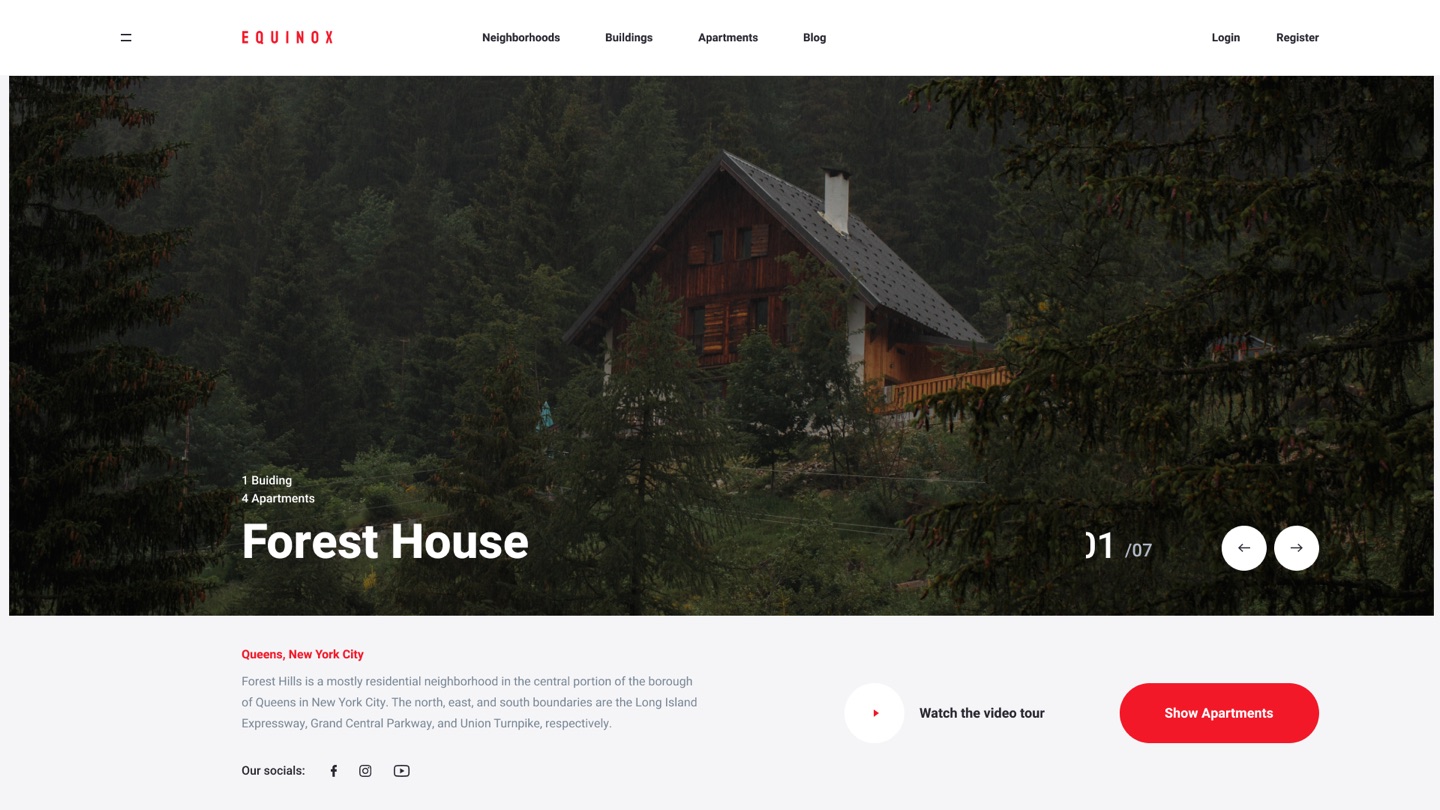 EQUINOX
Neighborhoods Buildings Apartments Blog
Login Register
1 Buiding
4 Apartments
Forest House
01 /07
Queens, New York City
Forest Hills is a mostly residential neighborhood in the central portion of the borough
of Queens in New York City. The north, east, and south boundaries are the Long Island
Expressway, Grand Central Parkway, and Union Turnpike, respectively.
Watch the video tour
Show Apartments
Our socials: